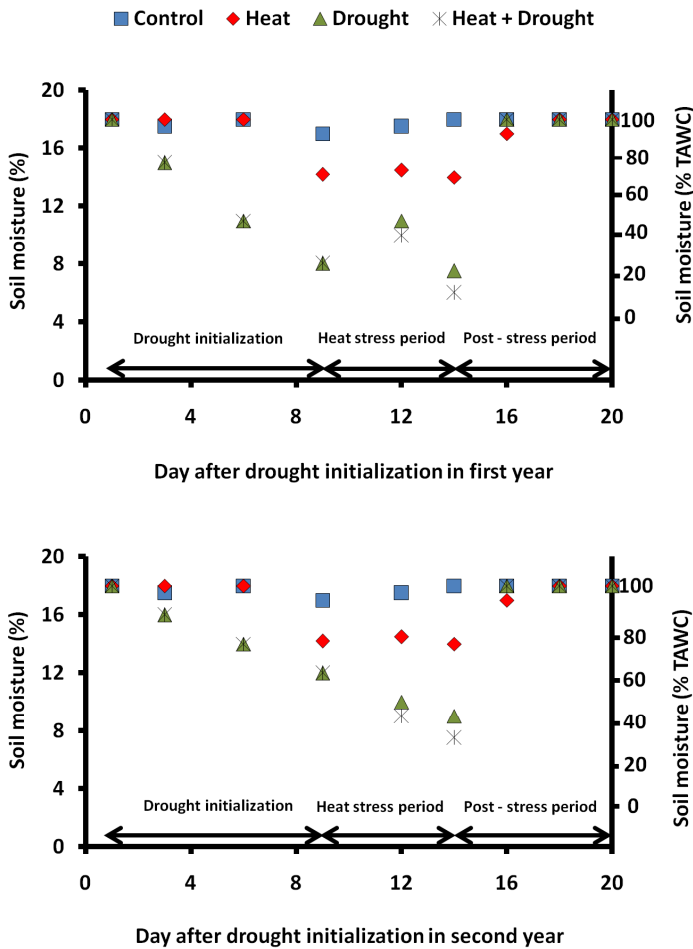 Control Heat Drought Heat + Drought
20
16
12
8
4
0
Soil moisture (%)
100
80
60
40
20
0
Soil moisture (% TAWC)
Drought initialization Heat stress period Post - stress period
0 4 8 12 16 20
Day after drought initialization in first year
20
16
12
8
4
0
Soil moisture (%)
100
80
60
40
20
0
Soil moisture (% TAWC)
Drought initialization Heat stress period Post - stress period
0 4 8 12 16 20
Day after drought initialization in second year